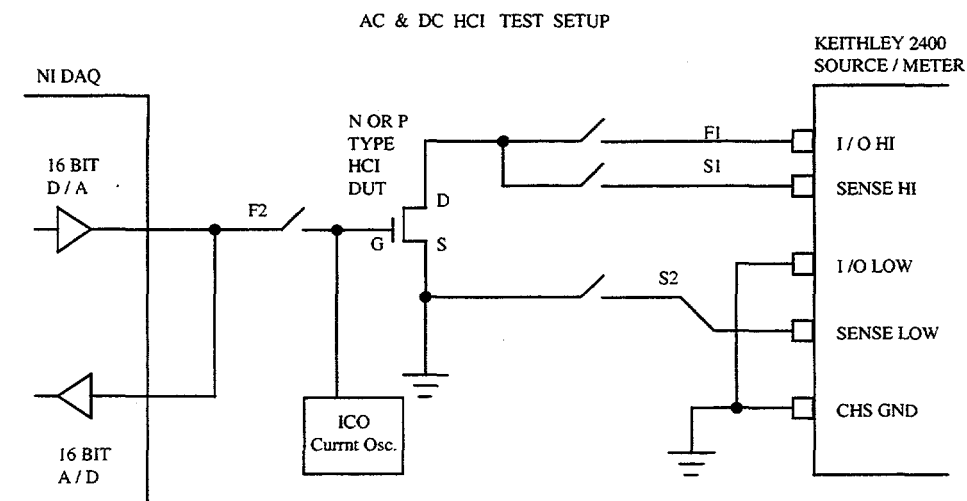 AC & DC HCI TEST SETUP
KEITHLEY 2400
SOURCE / METER
NI DAQ
N OR P
TYPE
HCI
DUT
16 BIT
D / A
F2
G
D
S
F1
S1
S2
I / O HI
SENSE HI
I /O LOW
SENSE LOW
CHS GND
ICO
Currnt Osc.
16 BIT
A / D